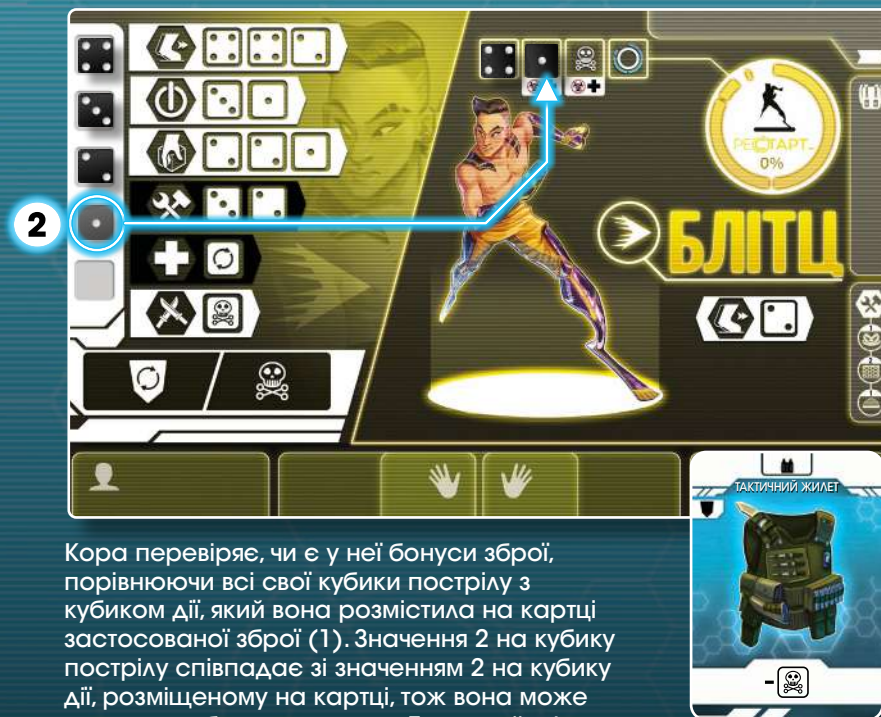 РЕСТАРТ
0%
2
БЛІТЦ
ТАКТИЧНИЙ ЖИЛЕТ
-
Кора перевіряє, чи є у неї бонуси зброї,
порівнюючи всі свої кубики пострілу з
кубиком дії, який вона розмістила на картці
застосованої зброї (1). Значення 2 на кубику
пострілу співпадає зі значенням 2 на кубику
дії, розміщеному на картці, тож вона може